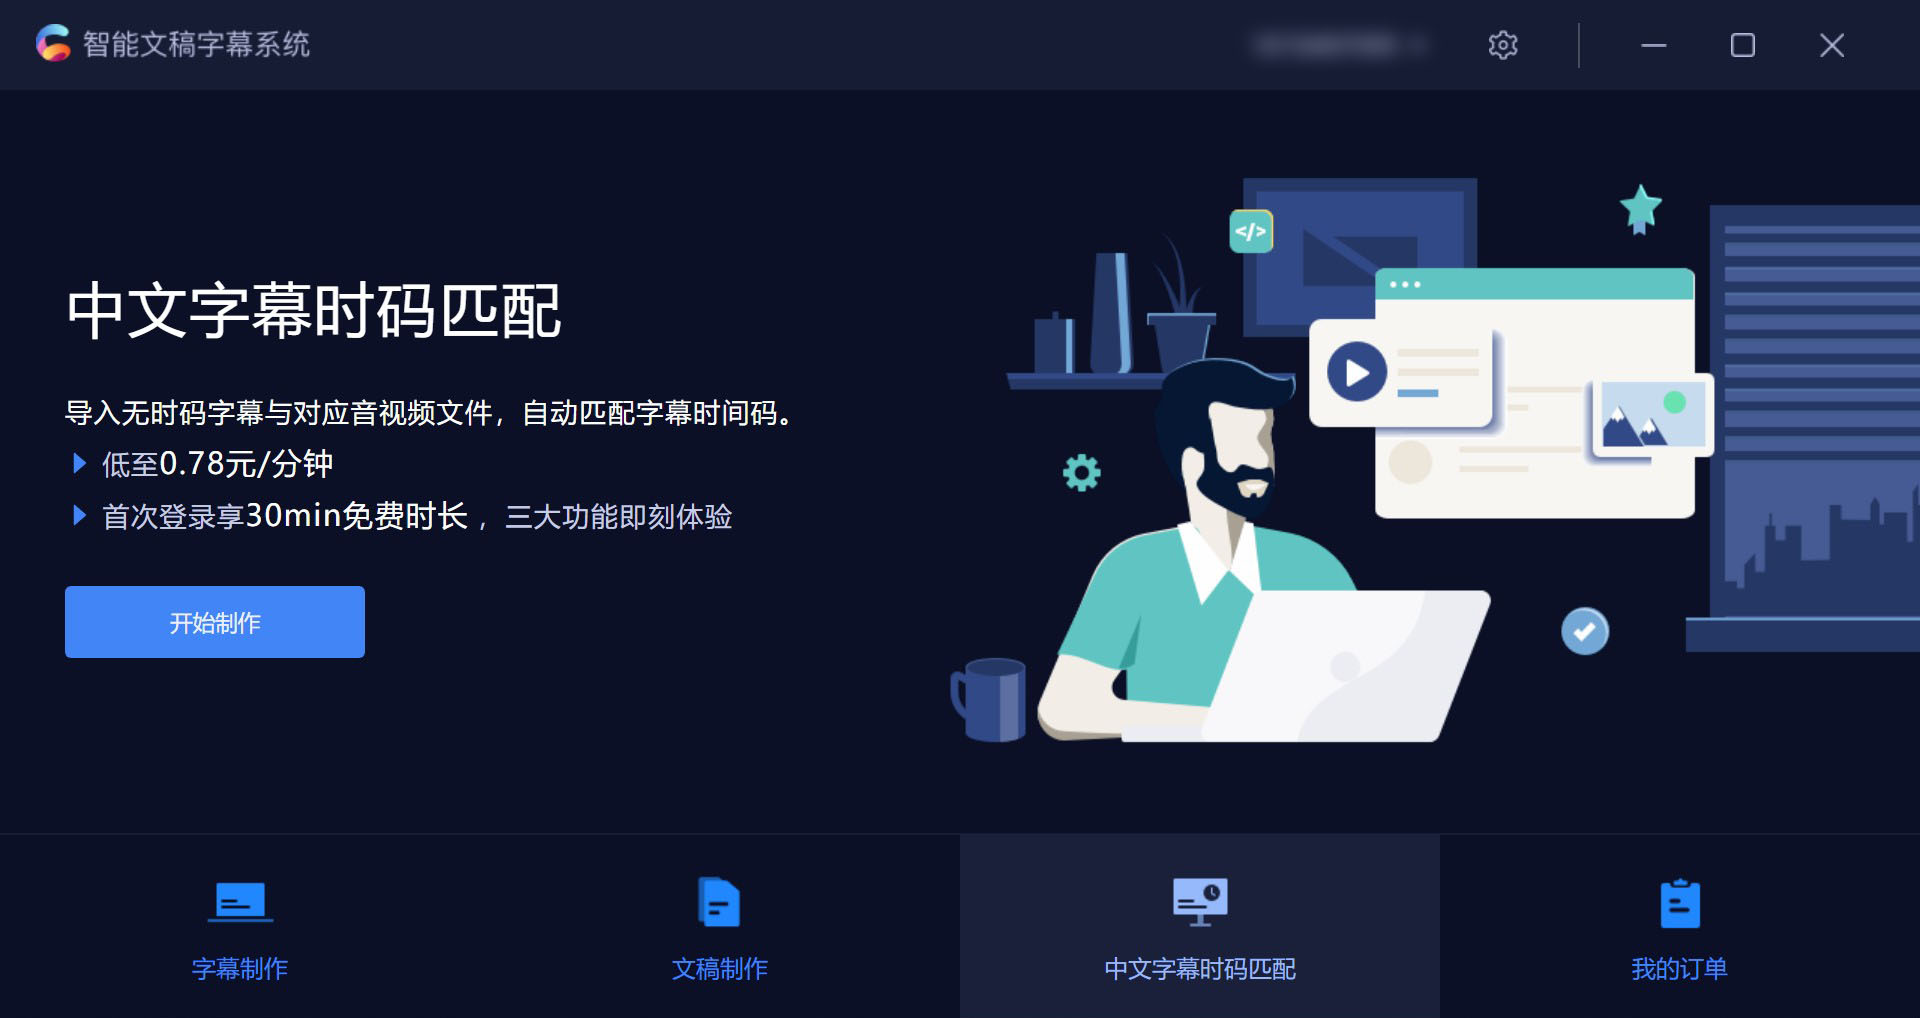 智能文稿字幕系统
中文字幕时码匹配
导入无时码字幕与对应音视频文件，自动匹配字幕时间码。
低至0.78元/分钟
首次登录享30min免费时长，三大功能即刻体验
开始制作
</>
字幕制作
文稿制作
中文字幕时码匹配
我的订单